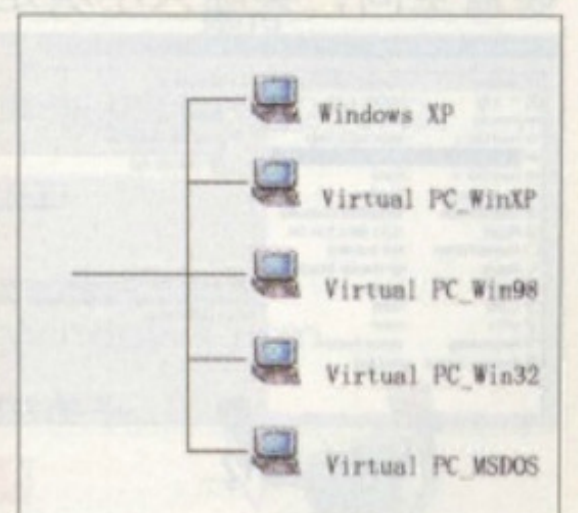 Windows XP
Virtual PC_WinXP
Virtual PC_Win98
Virtual PC_Win32
Virtual PC_MSDOS